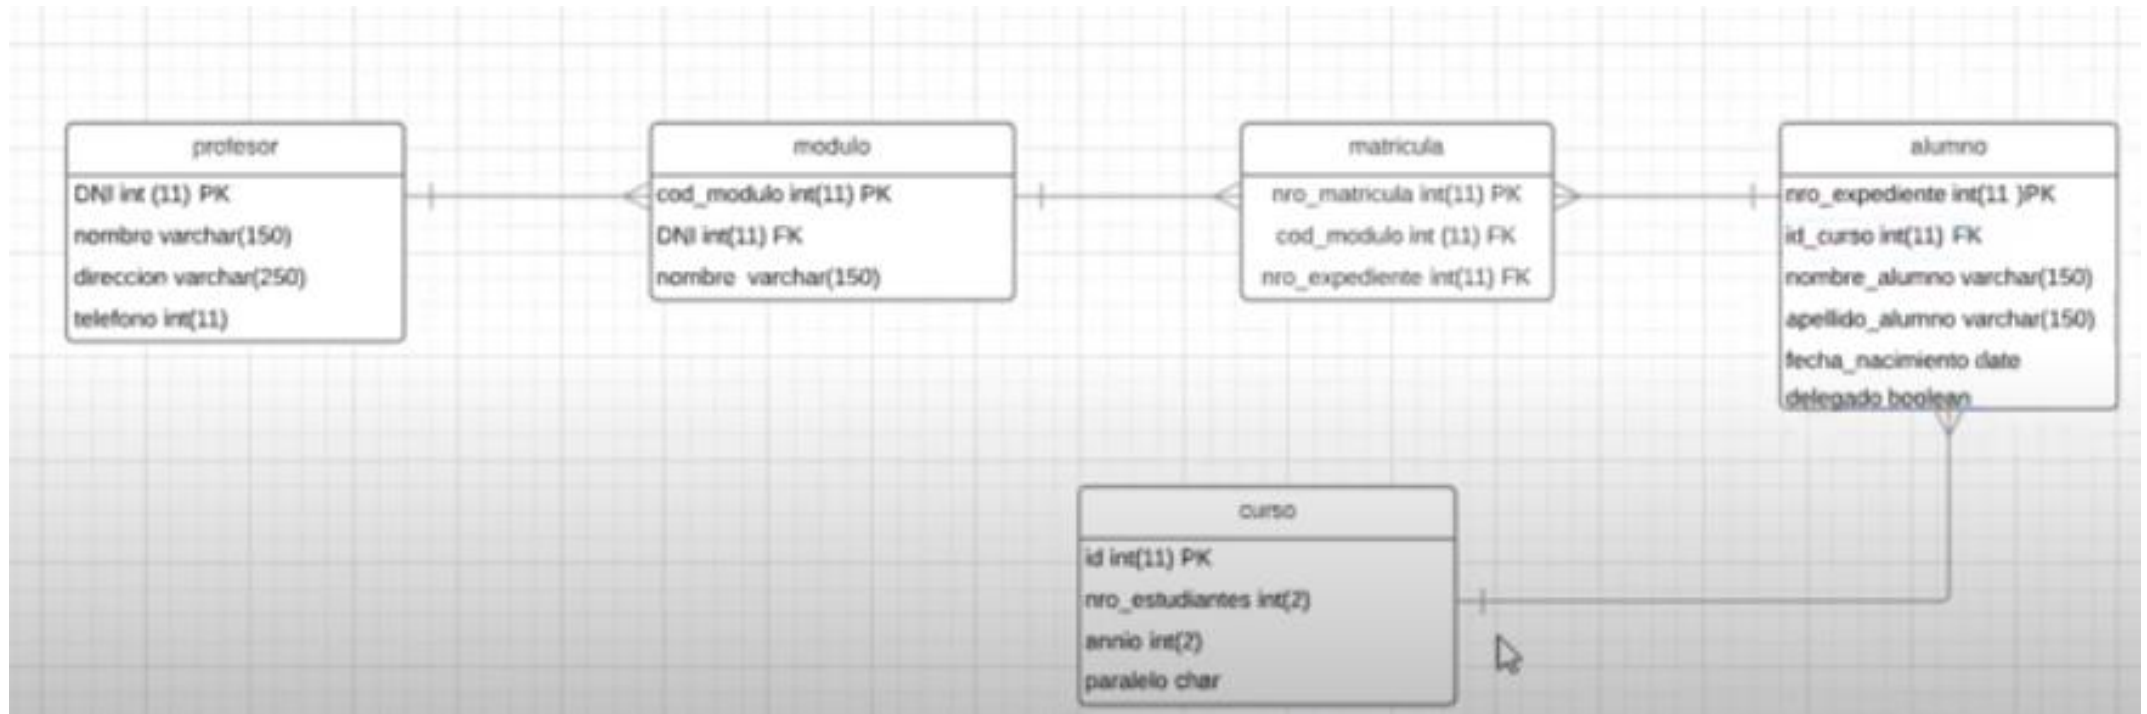 profesor
DNI int (11) PK
nombre varchar(150)
direccion varchar(250)
telefono int(11)
modulo
cod_modulo int(11) PK
DNI int(11) FK
nombre varchar(150)
matricula
nro_matricula int(11) PK
cod_modulo int (11) FK
nro_expediente int(11) FK
alumno
nro_expediente int(11 )PK
id_curso int(11) FK
nombre_alumno varchar(150)
apellido_alumno varchar(150)
fecha_nacimiento date
delegado boolean
curso
id int(11) PK
nro_estudiantes int(2)
annio int(2)
paralelo char